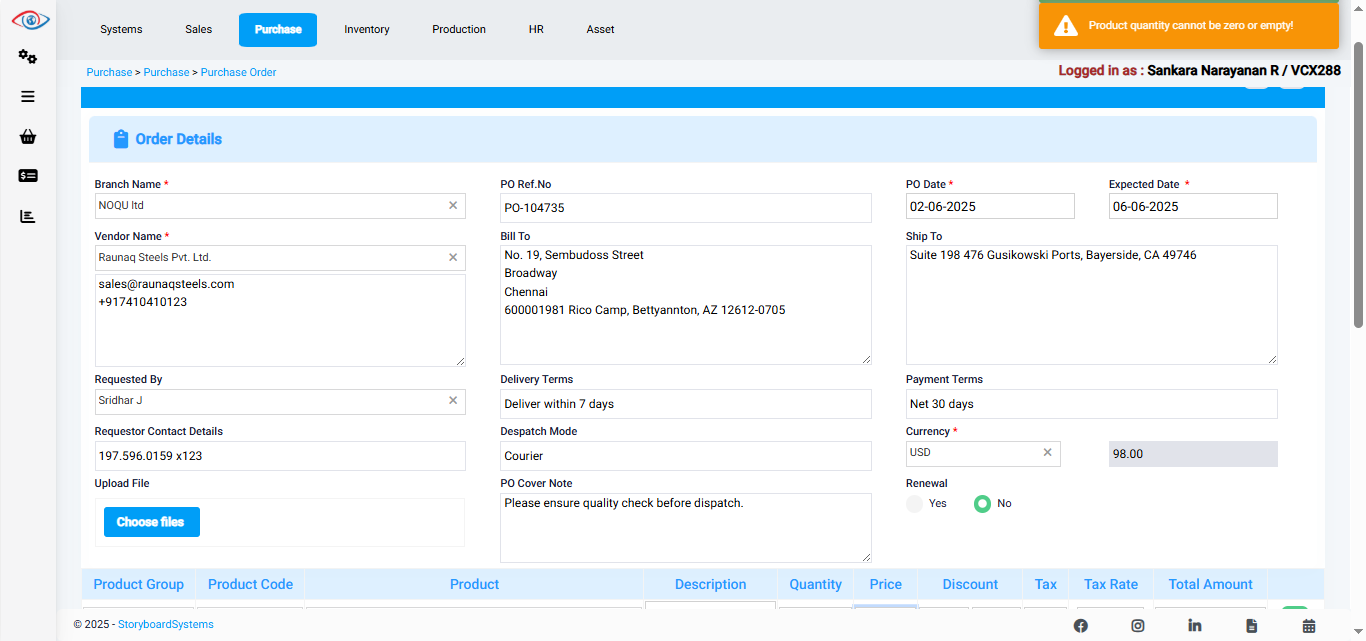 Systems
Sales
Purchase
Inventory
Production
HR
Asset
Product quantity cannot be zero or empty!
Purchase > Purchase > Purchase Order
Logged in as : Sankara Narayanan R / VCX288
Order Details
Branch Name *
NOQU ltd
PO Ref.No
PO-104735
PO Date *
02-06-2025
Expected Date *
06-06-2025
Vendor Name *
Raunaq Steels Pvt. Ltd.
sales@raunaqsteels.com
+917410410123
Bill To
No. 19, Sembudoss Street
Broadway
Chennai
600001981 Rico Camp, Bettyannton, AZ 12612-0705
Ship To
Suite 198 476 Gusikowski Ports, Bayerside, CA 49746
Requested By
Sridhar J
Delivery Terms
Deliver within 7 days
Payment Terms
Net 30 days
Requestor Contact Details
197.596.0159 x123
Despatch Mode
Courier
Currency *
USD
98.00
Upload File
Choose files
PO Cover Note
Please ensure quality check before dispatch.
Renewal
Yes
No
Product Group
Product Code
Product
Description
Quantity
Price
Discount
Tax
Tax Rate
Total Amount
© 2025 - StoryboardSystems